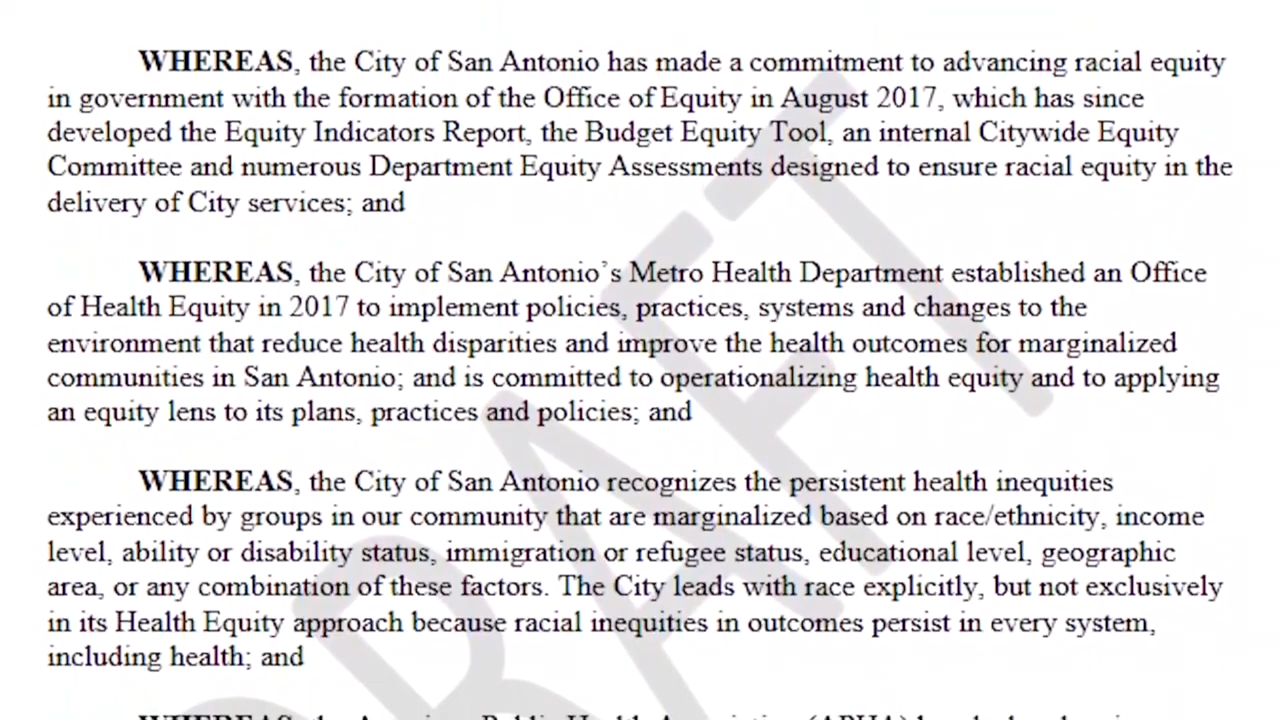 WHEREAS, the City of San Antonio has made a commitment to advancing racial equity
in government with the formation of the Office of Equity in August 2017, which has since
developed the Equity Indicators Report, the Budget Equity Tool, an internal Citywide Equity
Committee and numerous Department Equity Assessments designed to ensure racial equity in the
delivery of City services; and
WHEREAS, the City of San Antonio's Metro Health Department established an Office
of Health Equity in 2017 to implement policies, practices, systems and changes to the
environment that reduce health disparities and improve the health outcomes for marginalized
communities in San Antonio; and is committed to operationalizing health equity and to applying
an equity lens to its plans, practices and policies; and
WHEREAS, the City of San Antonio recognizes the persistent health inequities
experienced by groups in our community that are marginalized based on race/ethnicity, income
level, ability or disability status, immigration or refugee status, educational level, geographic
area, or any combination of these factors. The City leads with race explicitly, but not exclusively
in its Health Equity approach because racial inequities in outcomes persist in every system,
including health; and
WHEREAS, the American Public Health Association (APHA)
DRAFT